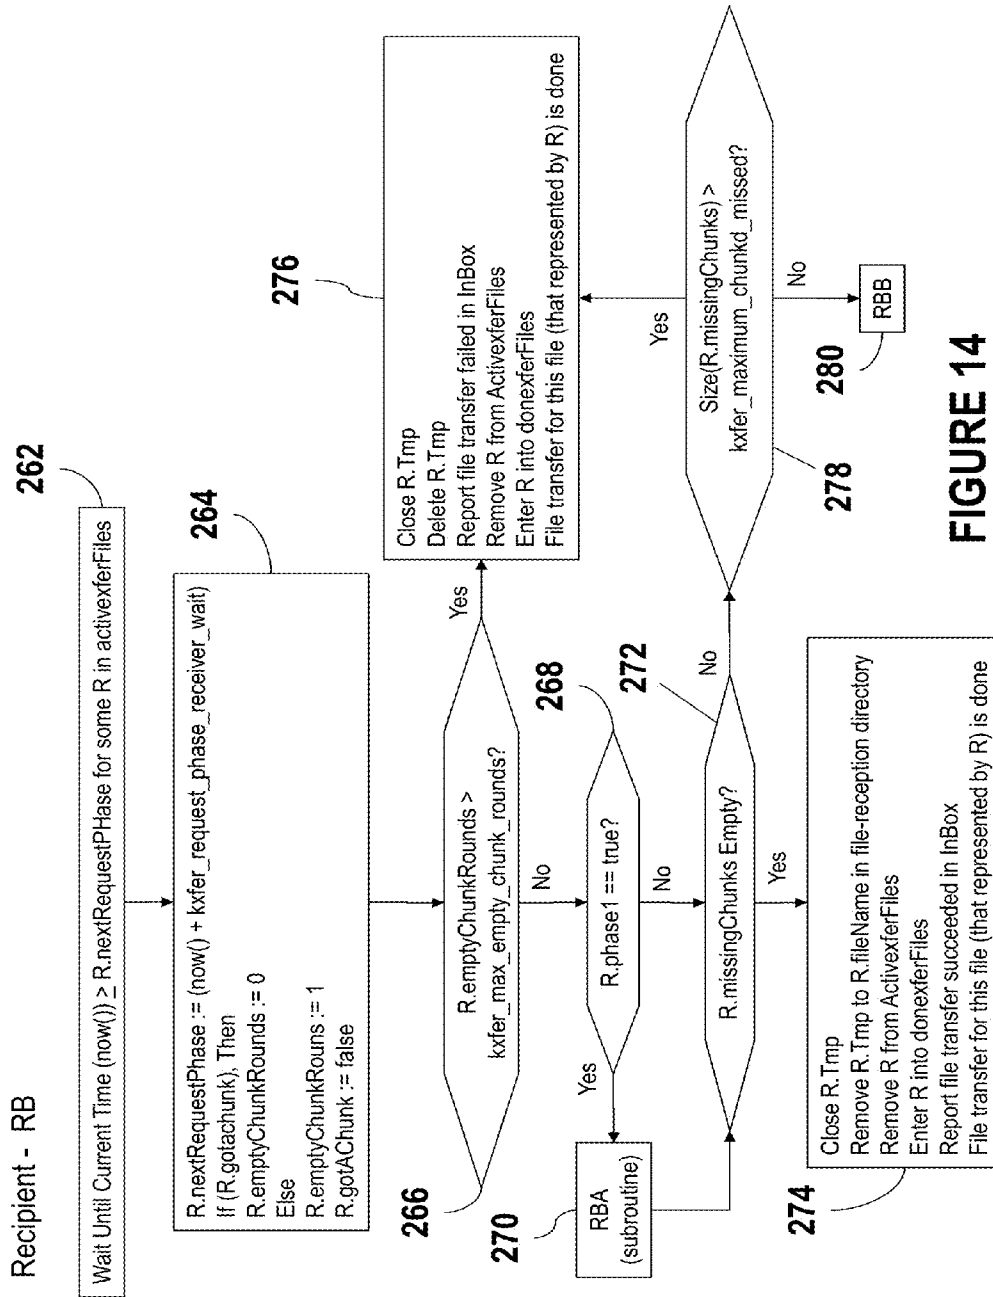 Recipient - RB
262
Wait Until Current Time (now()) ≥ R.nextRequestPHase for some R in activexferFiles
264
R.nextRequestPhase := (now() + kxfer_request_phase_receiver_wait)
If (R.gotachunk), Then
R.emptyChunkRounds := 0
Else
R.emptyChunkRouns := 1
R.gotAChunk := false
266
R.emptyChunkRounds >
kxfer_max_empty_chunk_rounds?
Yes
No
276
Close R.Tmp
Delete R.Tmp
Report file transfer failed in InBox
Remove R from ActivexferFiles
Enter R into donexferFiles
File transfer for this file (that represented by R) is done
268
R.phase1 == true?
Yes
No
270
RBA
(subroutine)
272
R.missingChunks Empty?
No
Yes
278
Size(R.missingChunks) >
kxfer_maximum_chunkd_missed?
Yes
No
280
RBB
274
Close R.Tmp
Remove R.Tmp to R.fileName in file-reception directory
Remove R from ActivexferFiles
Enter R into donexferFiles
Report file transfer succeeded in InBox
File transfer for this file (that represented by R) is done
FIGURE 14